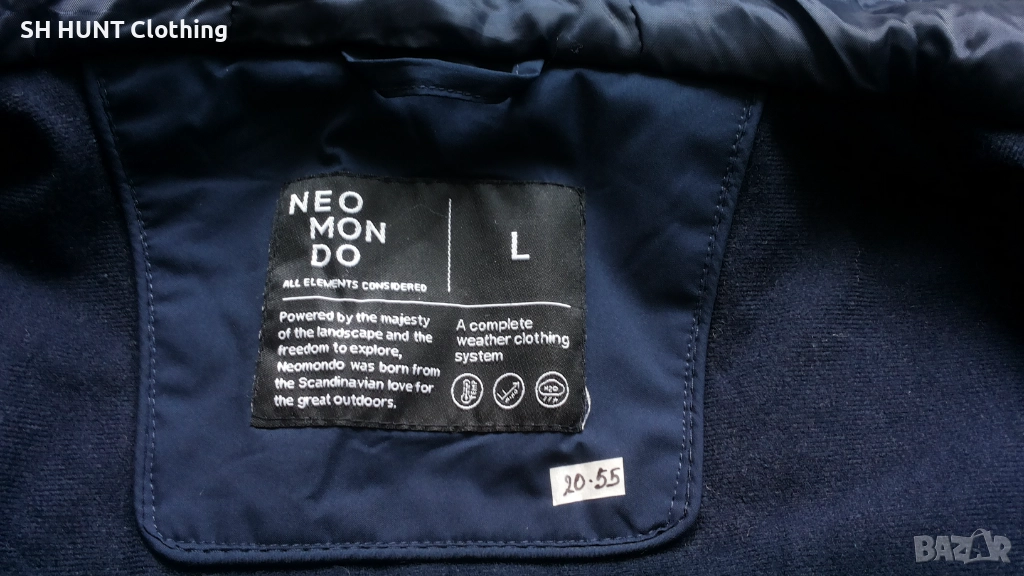 SH HUNT Clothing
NEO
MON
DO
L
ALL ELEMENTS CONSIDERED
Powered by the majesty
of the landscape and the
freedom to explore,
Neomondo was born from
the Scandinavian love for
the great outdoors.
A complete
weather clothing
system
H2O
20.55
BAZAR